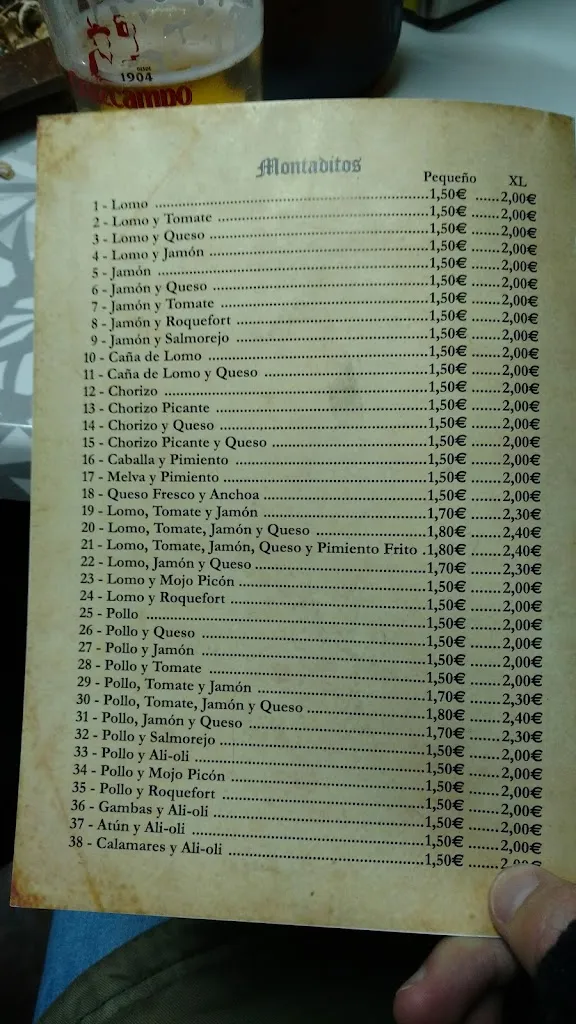 DESDE
1904
campo
Montaditos
Pequeño XL
1 - Lomo ......1,50€ ......2,00€
2 - Lomo y Tomate ......1,50€ ......2,00€
3 - Lomo y Queso ......1,50€ ......2,00€
4 - Lomo y Jamón ......1,50€ ......2,00€
5 - Jamón ......1,50€ ......2,00€
6 - Jamón y Queso ......1,50€ ......2,00€
7 - Jamón y Tomate ......1,50€ ......2,00€
8 - Jamón y Roquefort ......1,50€ ......2,00€
9 - Jamón y Salmorejo ......1,50€ ......2,00€
10 - Caña de Lomo ......1,50€ ......2,00€
11 - Caña de Lomo y Queso ......1,50€ ......2,00€
12 - Chorizo ......1,50€ ......2,00€
13 - Chorizo Picante ......1,50€ ......2,00€
14 - Chorizo y Queso ......1,50€ ......2,00€
15 - Chorizo Picante y Queso ......1,50€ ......2,00€
16 - Caballa y Pimiento ......1,50€ ......2,00€
17 - Melva y Pimiento ......1,50€ ......2,00€
18 - Queso Fresco y Anchoa ......1,50€ ......2,00€
19 - Lomo, Tomate y Jamón ......1,70€ ......2,30€
20 - Lomo, Tomate, Jamón y Queso ......1,80€ ......2,40€
21 - Lomo, Tomate, Jamón, Queso y Pimiento Frito .1,80€ ......2,40€
22 - Lomo, Jamón y Queso ......1,70€ ......2,30€
23 - Lomo y Mojo Picón ......1,50€ ......2,00€
24 - Lomo y Roquefort ......1,50€ ......2,00€
25 - Pollo ......1,50€ ......2,00€
26 - Pollo y Queso ......1,50€ ......2,00€
27 - Pollo y Jamón ......1,50€ ......2,00€
28 - Pollo y Tomate ......1,50€ ......2,00€
29 - Pollo, Tomate y Jamón ......1,70€ ......2,30€
30 - Pollo, Tomate, Jamón y Queso ......1,80€ ......2,40€
31 - Pollo, Jamón y Queso ......1,70€ ......2,30€
32 - Pollo y Salmorejo ......1,50€ ......2,00€
33 - Pollo y Ali-oli ......1,50€ ......2,00€
34 - Pollo y Mojo Picón ......1,50€ ......2,00€
35 - Pollo y Roquefort ......1,50€ ......2,00€
36 - Gambas y Ali-oli ......1,50€ ......2,00€
37 - Atún y Ali-oli ......1,50€ ......2,00€
38 - Calamares y Ali-oli ......1,50€ ......2,00€